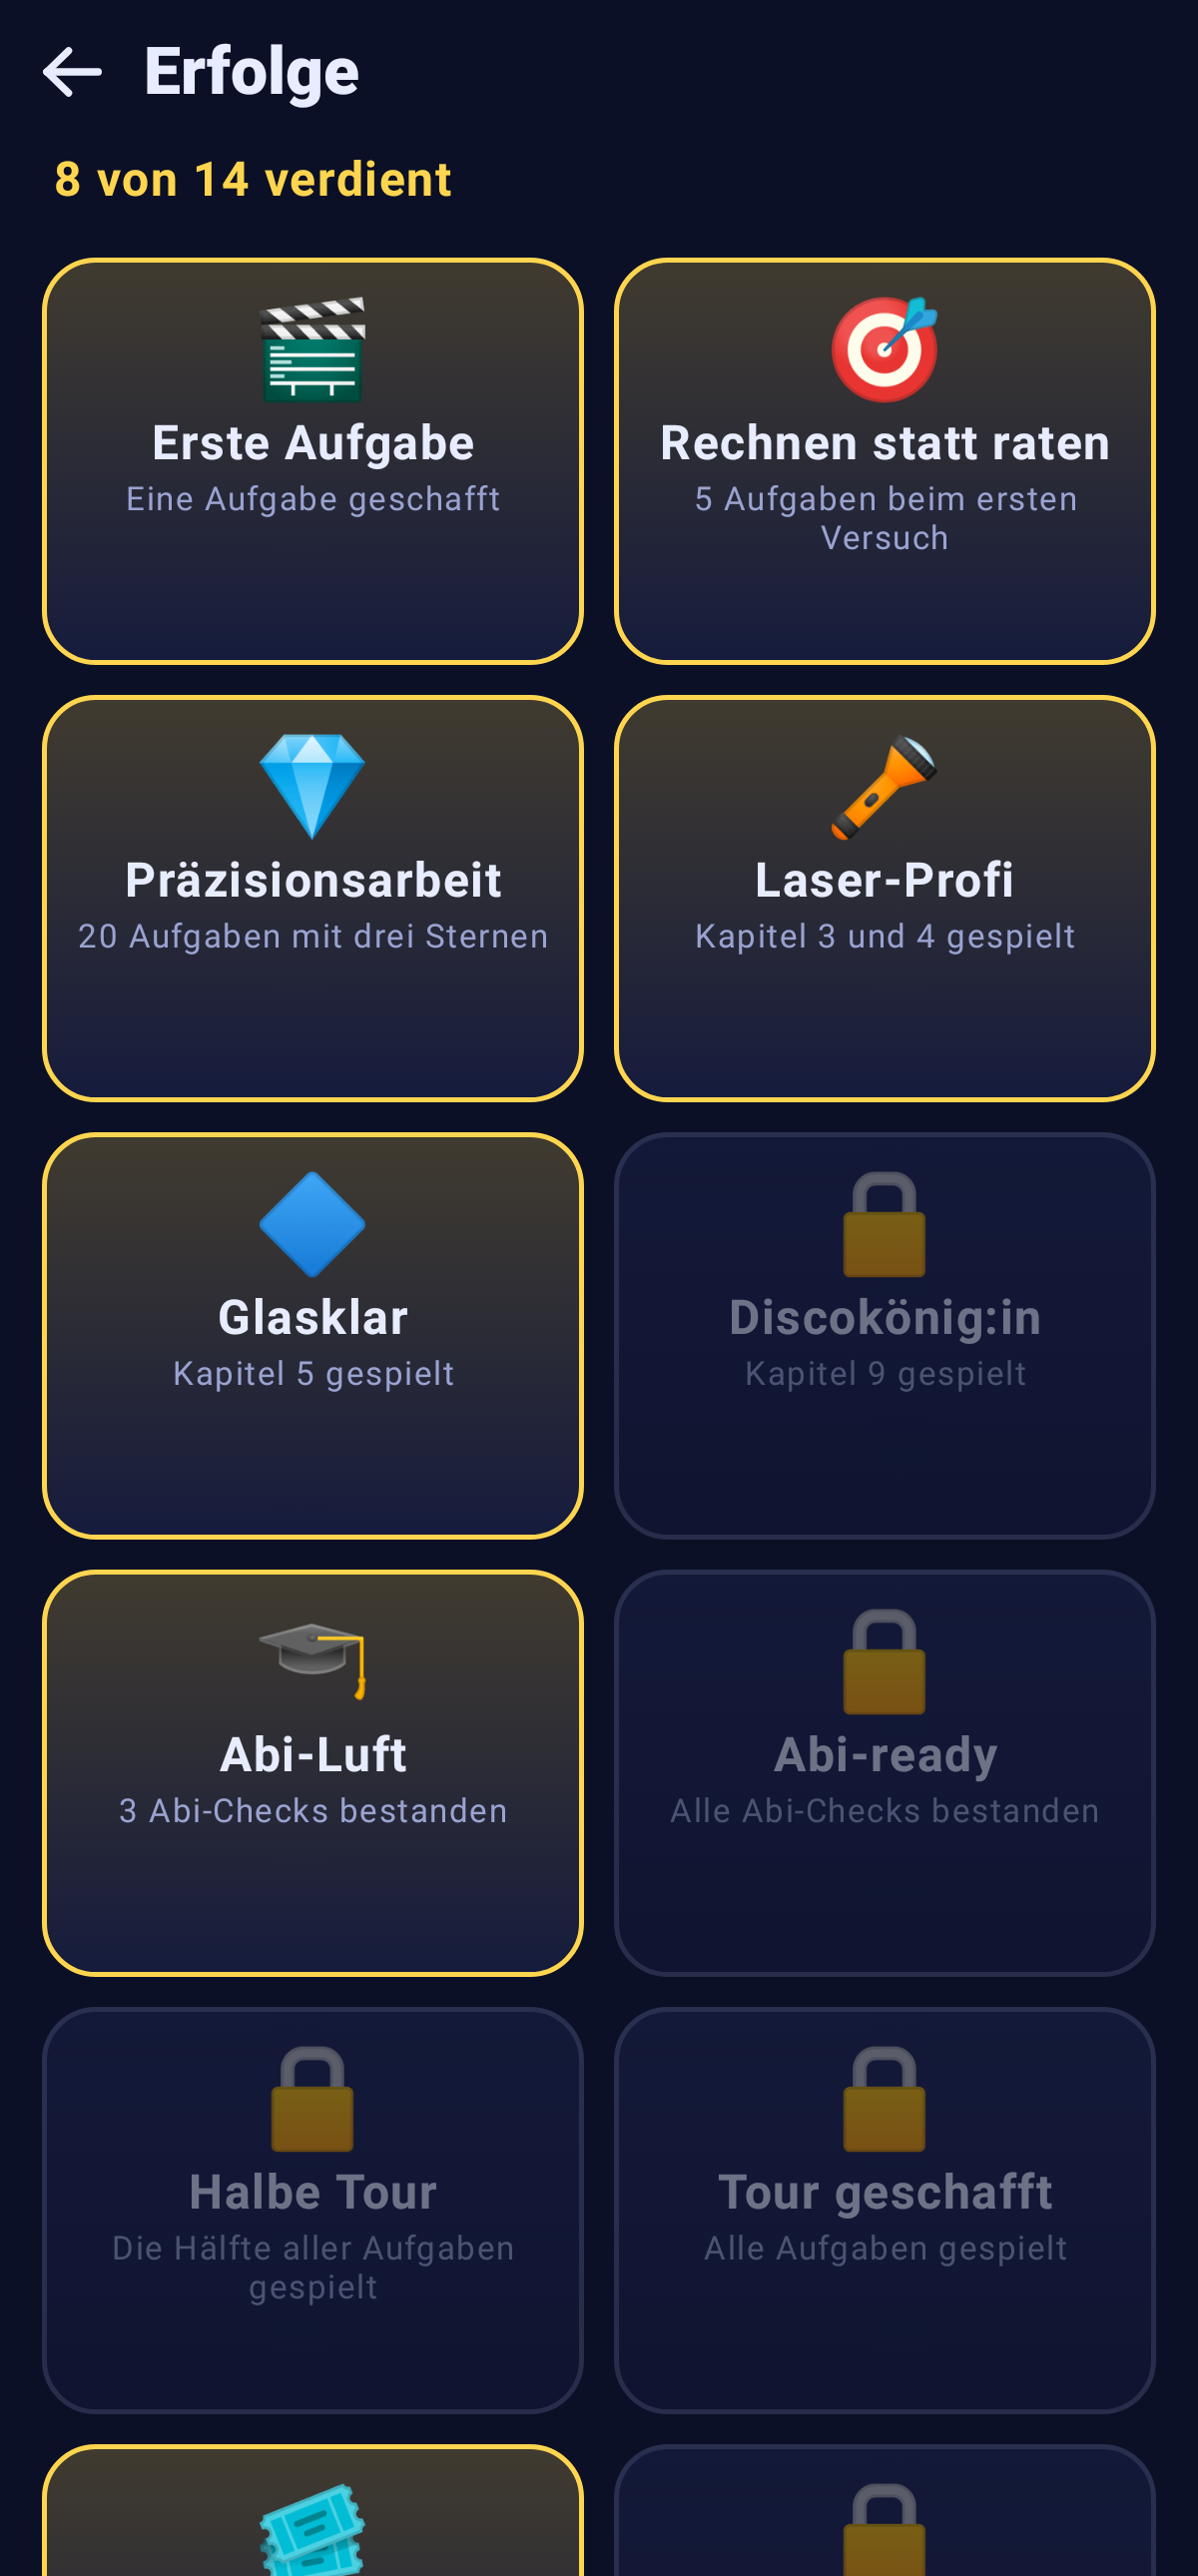 Erfolge
8 von 14 verdient
Erste Aufgabe
Eine Aufgabe geschafft
Rechnen statt raten
5 Aufgaben beim ersten
Versuch
Präzisionsarbeit
20 Aufgaben mit drei Sternen
Laser-Profi
Kapitel 3 und 4 gespielt
Glasklar
Kapitel 5 gespielt
Discokönig:in
Kapitel 9 gespielt
Abi-Luft
3 Abi-Checks bestanden
Abi-ready
Alle Abi-Checks bestanden
Halbe Tour
Die Hälfte aller Aufgaben
gespielt
Tour geschafft
Alle Aufgaben gespielt